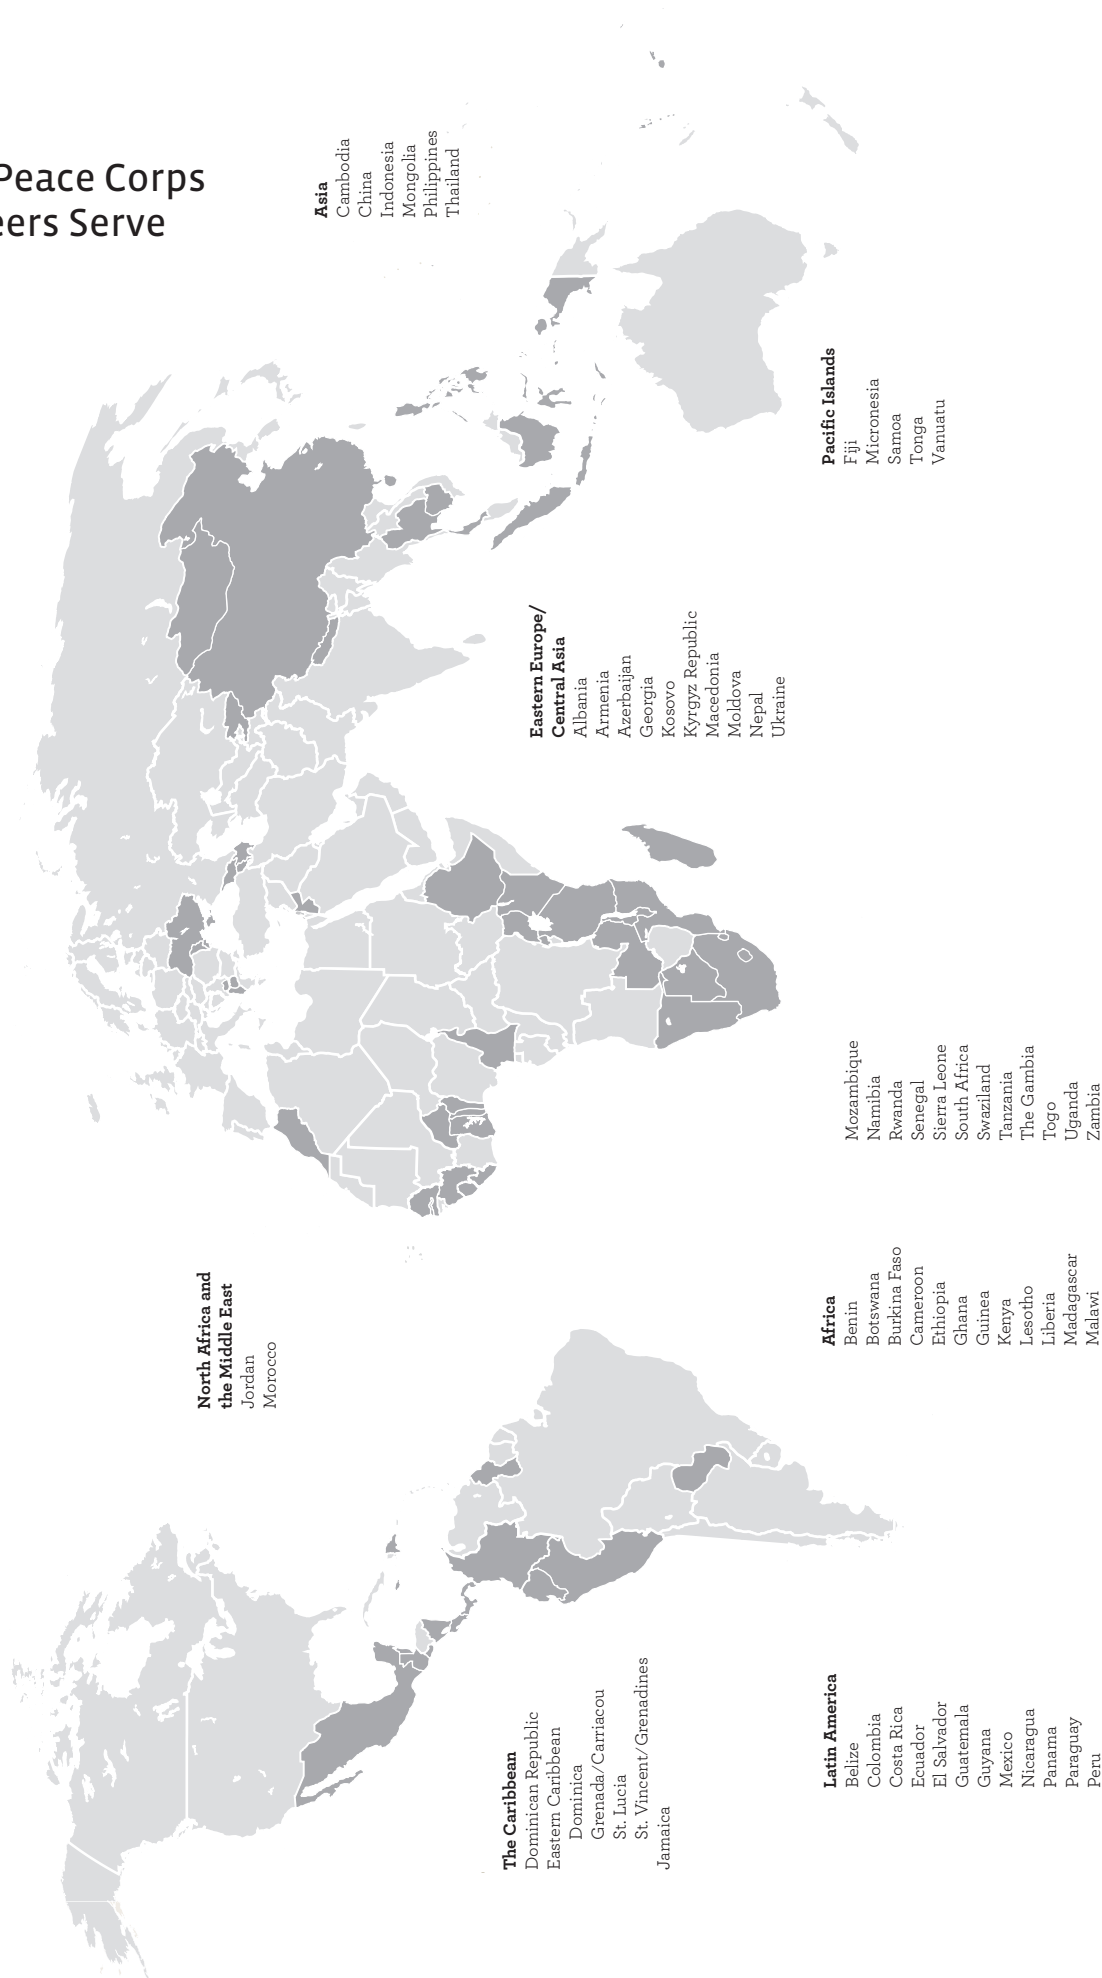 Peace Corps
eers Serve
Asia
Cambodia
China
Indonesia
Mongolia
Philippines
Thailand
Pacific Islands
Fiji
Micronesia
Samoa
Tonga
Vanuatu
Eastern Europe/
Central Asia
Albania
Armenia
Azerbaijan
Georgia
Kosovo
Kyrgyz Republic
Macedonia
Moldova
Nepal
Ukraine
North Africa and
the Middle East
Jordan
Morocco
Africa
Benin
Botswana
Burkina Faso
Cameroon
Ethiopia
Ghana
Guinea
Kenya
Lesotho
Liberia
Madagascar
Malawi
Mozambique
Namibia
Rwanda
Senegal
Sierra Leone
South Africa
Swaziland
Tanzania
The Gambia
Togo
Uganda
Zambia
The Caribbean
Dominican Republic
Eastern Caribbean
Dominica
Grenada/Carriacou
St. Lucia
St. Vincent/Grenadines
Jamaica
Latin America
Belize
Colombia
Costa Rica
Ecuador
El Salvador
Guatemala
Guyana
Mexico
Nicaragua
Panama
Paraguay
Peru